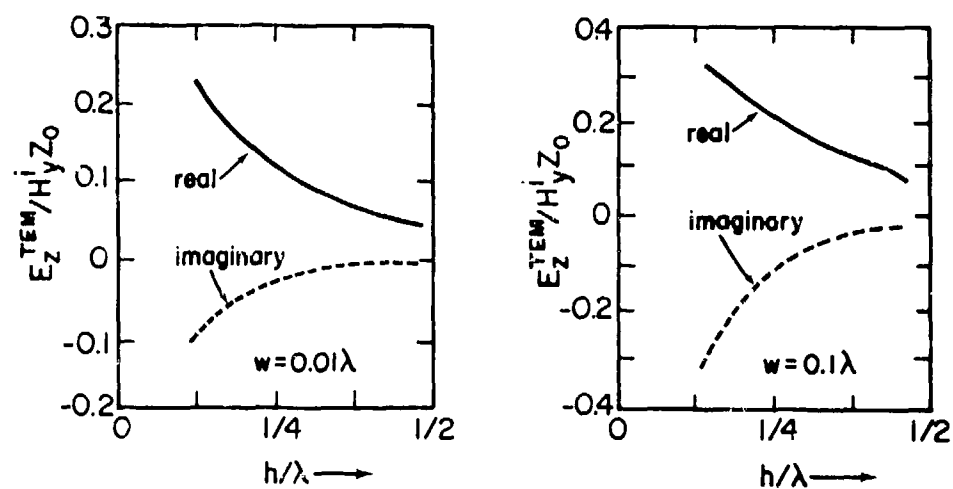 0.3
0.2
0.1
0
-0.1
-0.2
E_z^TEM/H_y^i Z_0
real
imaginary
w=0.01λ
0
1/4
1/2
h/λ→
0.4
0.2
0
-0.2
-0.4
E_z^TEM/H_y^i Z_0
real
imaginary
w=0.1λ
0
1/4
1/2
h/λ→